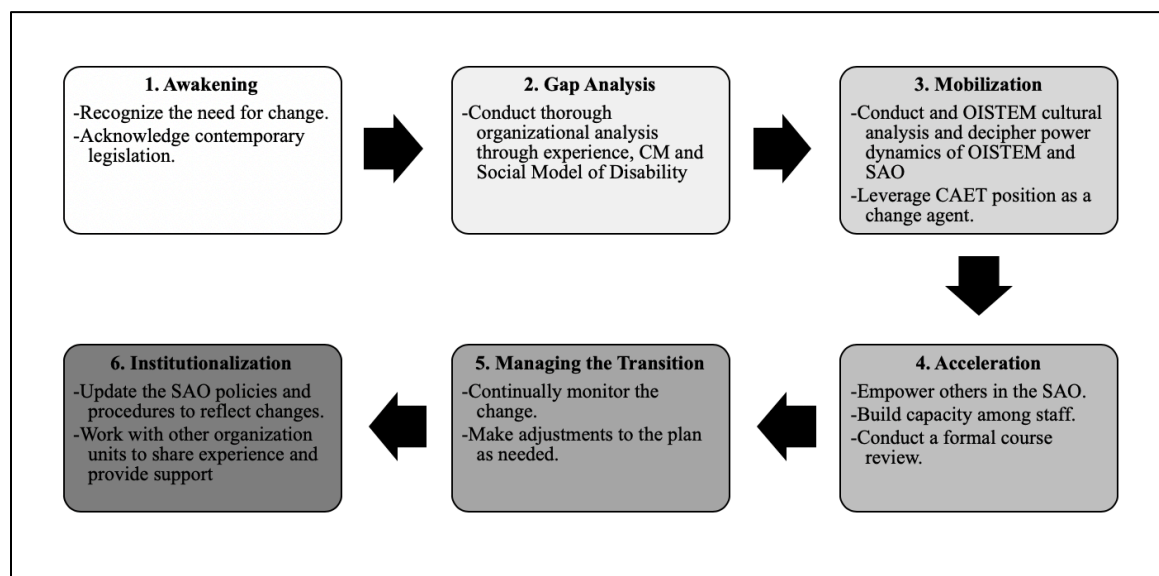 1. Awakening
-Recognize the need for change.
-Acknowledge contemporary
legislation.
2. Gap Analysis
-Conduct thorough
organizational analysis
through experience, CM and
Social Model of Disability
3. Mobilization
-Conduct and OISTEM cultural
analysis and decipher power
dynamics of OISTEM and
SAO
-Leverage CAET position as a
change agent.
4. Acceleration
-Empower others in the SAO.
-Build capacity among staff.
-Conduct a formal course
review.
5. Managing the Transition
-Continually monitor the
change.
-Make adjustments to the plan
as needed.
6. Institutionalization
-Update the SAO policies and
procedures to reflect changes.
-Work with other organization
units to share experience and
provide support